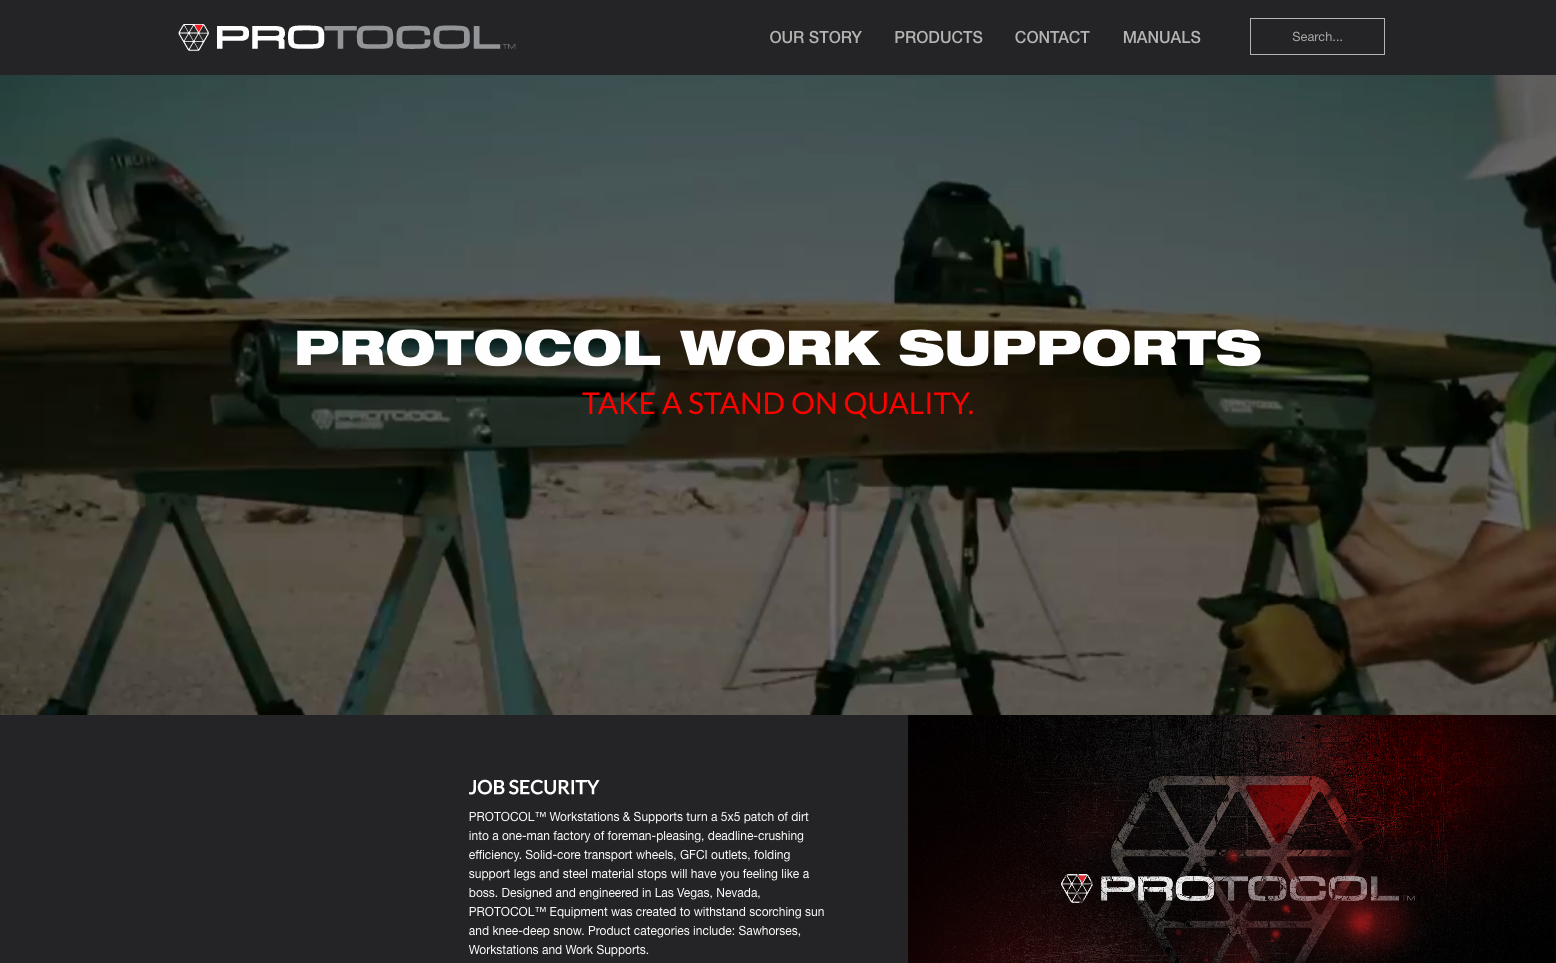 PROTOCOL™
OUR STORY PRODUCTS CONTACT MANUALS Search...
PROTOCOL WORK SUPPORTS
TAKE A STAND ON QUALITY.
PROTOCOL
PROTOCOL
JOB SECURITY
PROTOCOL™ Workstations & Supports turn a 5x5 patch of dirt
into a one-man factory of foreman-pleasing, deadline-crushing
efficiency. Solid-core transport wheels, GFCI outlets, folding
support legs and steel material stops will have you feeling like a
boss. Designed and engineered in Las Vegas, Nevada,
PROTOCOL™ Equipment was created to withstand scorching sun
and knee-deep snow. Product categories include: Sawhorses,
Workstations and Work Supports.
PROTOCOL™